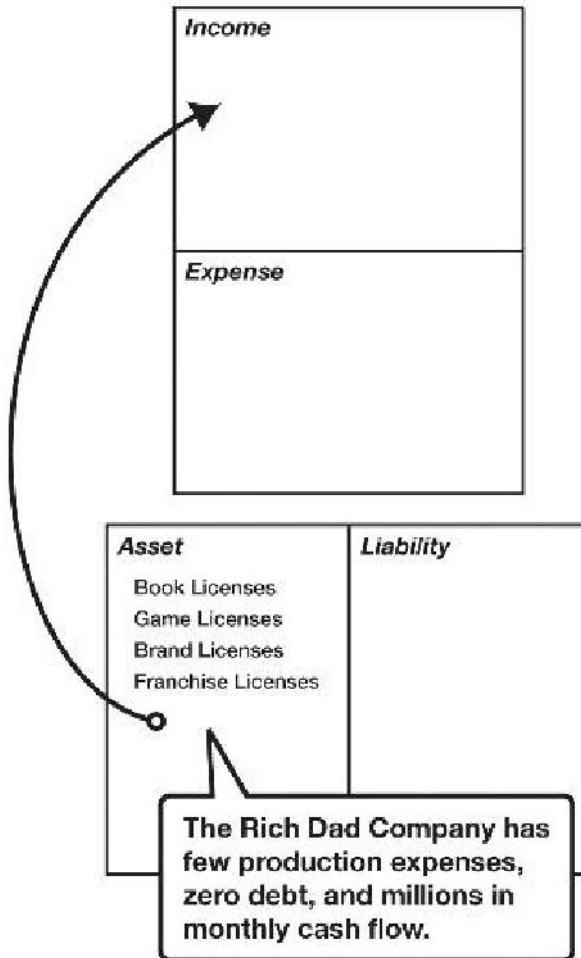 Income
Expense
Asset
Liability
Book Licenses
Game Licenses
Brand Licenses
Franchise Licenses
The Rich Dad Company has
few production expenses,
zero debt, and millions in
monthly cash flow.